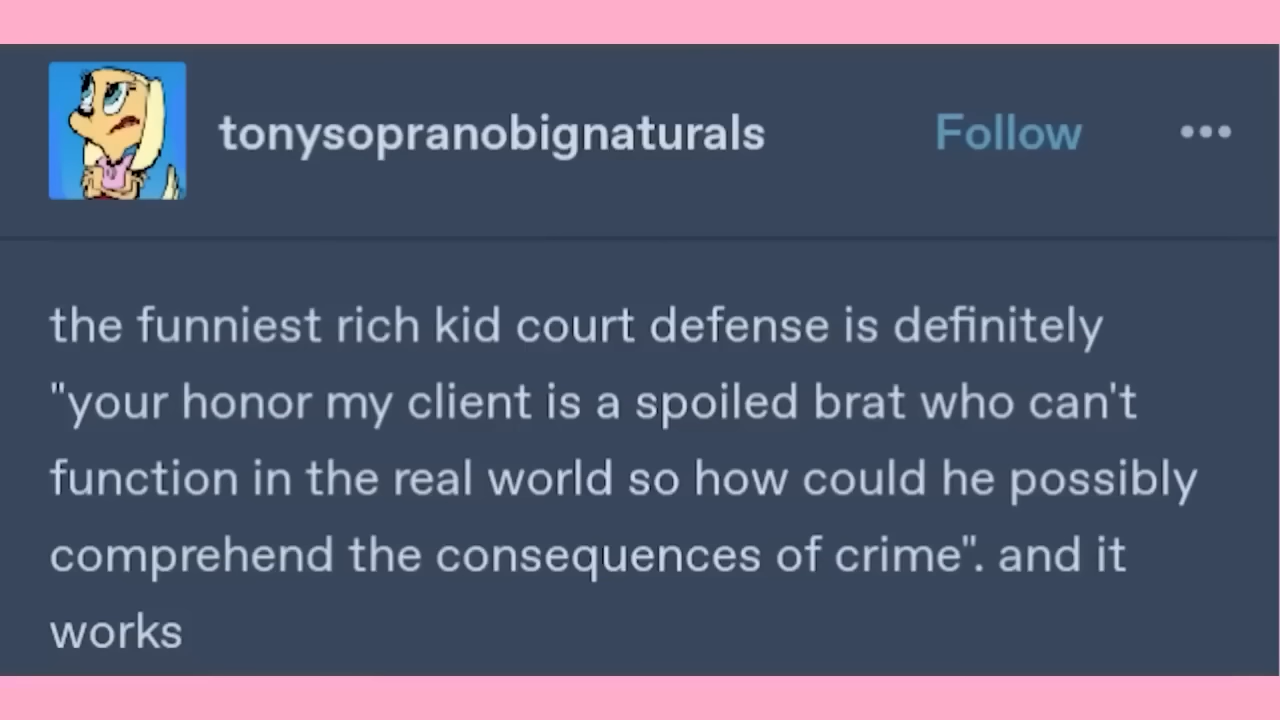 tonysopranobignaturals Follow
the funniest rich kid court defense is definitely
"your honor my client is a spoiled brat who can't
function in the real world so how could he possibly
comprehend the consequences of crime". and it
works